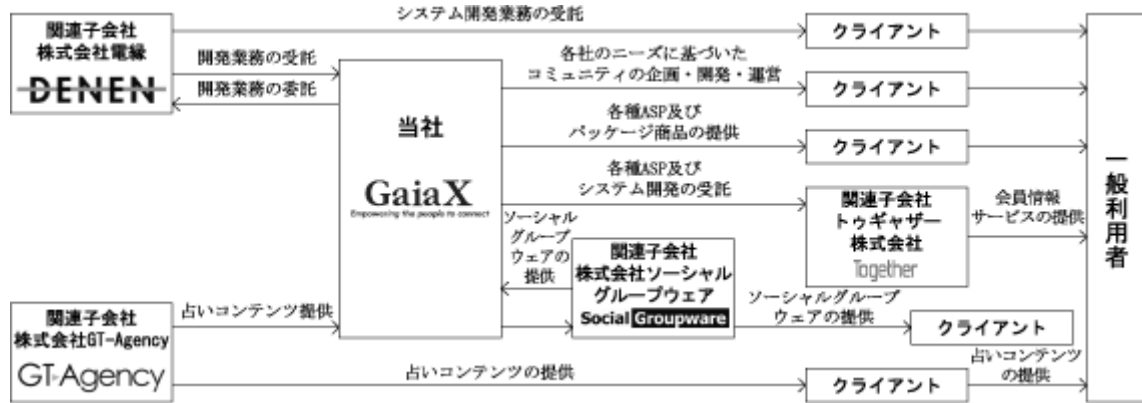 システム開発業務の受託
関連子会社
株式会社電縁
DENEN
開発業務の受託
開発業務の委託
当社
GaiaX
Empowering the people to connect
各社のニーズに基づいた
コミュニティの企画・開発・運営
各種ASP及び
パッケージ商品の提供
各種ASP及び
システム開発の受託
クライアント
クライアント
クライアント
関連子会社
トゥギャザー
株式会社
Together
会員情報
サービスの提供
一般利用者
ソーシャル
グループ
ウェアの
提供
関連子会社
株式会社ソーシャル
グループウェア
Social Groupware
ソーシャルグループ
ウェアの提供
クライアント
関連子会社
株式会社GT-Agency
GT-Agency
占いコンテンツ提供
占いコンテンツの提供
クライアント
占いコンテンツ
の提供